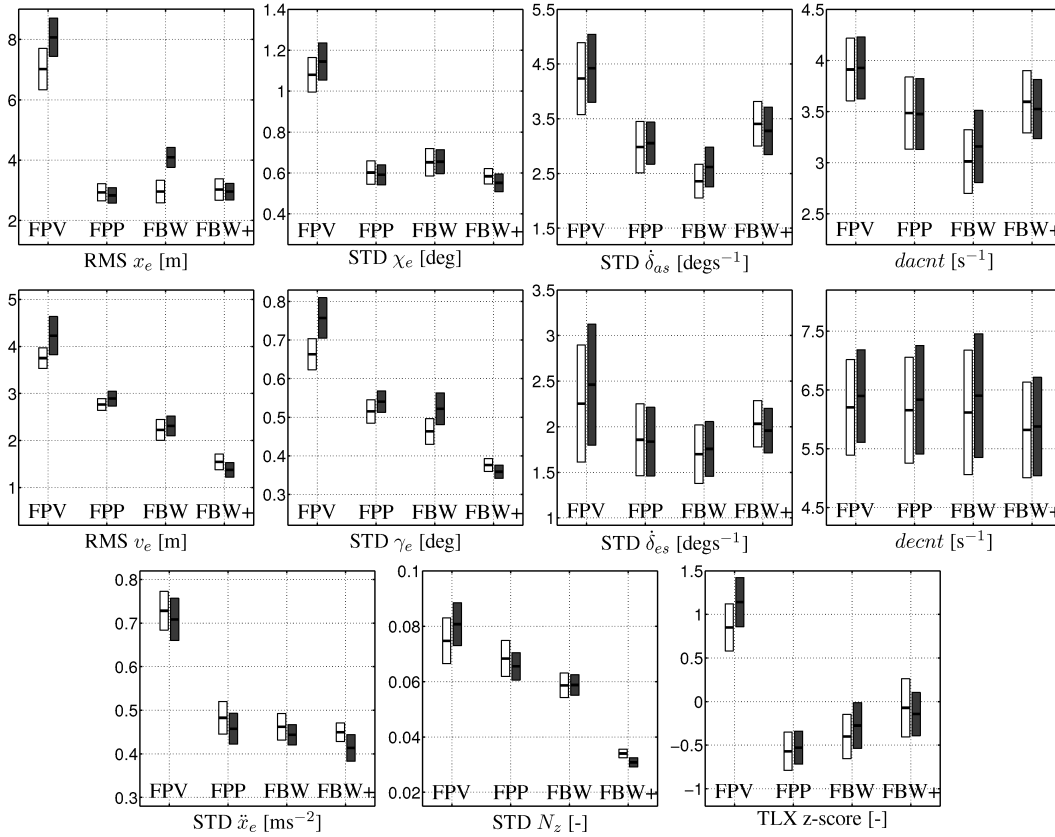 8
6
4
2
FPV FPP FBW FBW+
RMS x_e [m]
1.4
1.2
1
0.8
0.6
0.4
FPV FPP FBW FBW+
STD χ_e [deg]
5.5
4.5
3.5
2.5
1.5
FPV FPP FBW FBW+
STD δ̇_as [degs⁻¹]
4.5
4
3.5
3
2.5
FPV FPP FBW FBW+
dacnt [s⁻¹]
5
4
3
2
1
FPV FPP FBW FBW+
RMS v_e [m]
0.8
0.7
0.6
0.5
0.4
0.3
FPV FPP FBW FBW+
STD γ_e [deg]
3.5
3
2.5
2
1.5
1
FPV FPP FBW FBW+
STD δ̇_es [degs⁻¹]
7.5
6.5
5.5
4.5
FPV FPP FBW FBW+
decnt [s⁻¹]
0.8
0.7
0.6
0.5
0.4
0.3
FPV FPP FBW FBW+
STD ẍ_e [ms⁻²]
0.1
0.08
0.06
0.04
0.02
FPV FPP FBW FBW+
STD N_z [-]
1.5
1
0.5
0
−0.5
−1
FPV FPP FBW FBW+
TLX z-score [-]